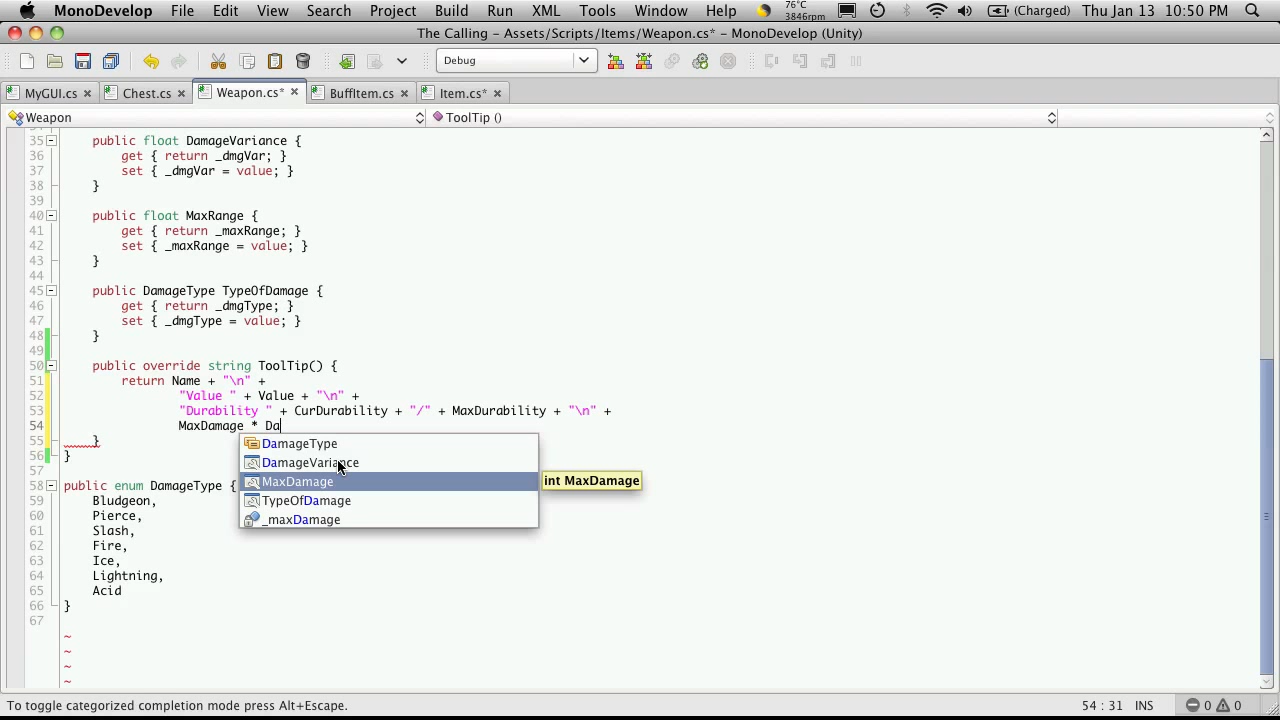 MonoDevelop File Edit View Search Project Build Run XML Tools Window Help 76°C 3846rpm (Charged) Thu Jan 13 10:50 PM
The Calling - Assets/Scripts/Items/Weapon.cs* - MonoDevelop (Unity)
Debug
MyGUI.cs Chest.cs Weapon.cs* BuffItem.cs Item.cs*
Weapon ToolTip ()
35 public float DamageVariance {
36 get { return _dmgVar; }
37 set { _dmgVar = value; }
38 }
39
40 public float MaxRange {
41 get { return _maxRange; }
42 set { _maxRange = value; }
43 }
44
45 public DamageType TypeOfDamage {
46 get { return _dmgType; }
47 set { _dmgType = value; }
48 }
49
50 public override string ToolTip() {
51 return Name + "\n" +
52 "Value " + Value + "\n" +
53 "Durability " + CurDurability + "/" + MaxDurability + "\n" +
54 MaxDamage * Da
55 }
56 }
57
58 public enum DamageType {
59 Bludgeon,
60 Pierce,
61 Slash,
62 Fire,
63 Ice,
64 Lightning,
65 Acid
66 }
67
~
~
~
~
DamageType
DamageVariance
MaxDamage
TypeOfDamage
_maxDamage
int MaxDamage
To toggle categorized completion mode press Alt+Escape. 54 : 31 INS 0 0